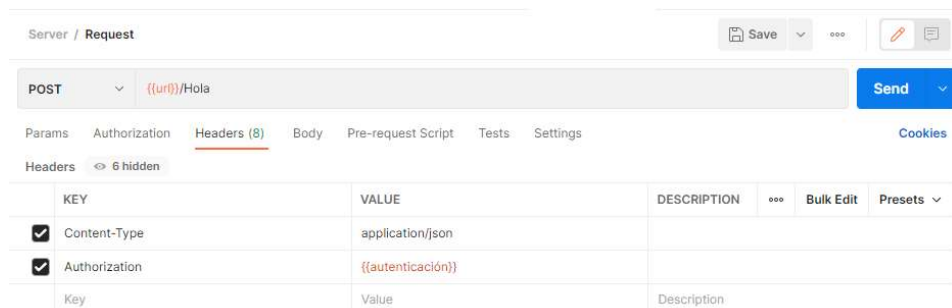 Server / Request Save
POST {{url}}/Hola Send
Params Authorization Headers (8) Body Pre-request Script Tests Settings Cookies
Headers 6 hidden
KEY VALUE DESCRIPTION Bulk Edit Presets
Content-Type application/json
Authorization {{autenticación}}
Key Value Description